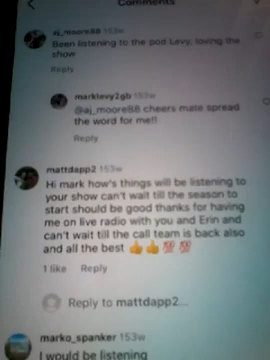 Comments
aj_moore88 153w
Been listening to the pod Levy, loving the
show
Reply
marklevy2gb 153w
@aj_moore88 cheers mate spread
the word for me!!
Reply
mattdapp2 153w
Hi mark how's things will be listening to
your show can't wait till the season to
start should be good thanks for having
me on live radio with you and Erin and
can't wait till the call team is back also
and all the best 👍👍💯💯
1 like Reply
Reply to mattdapp2...
marko_spanker 153w
I would be listening